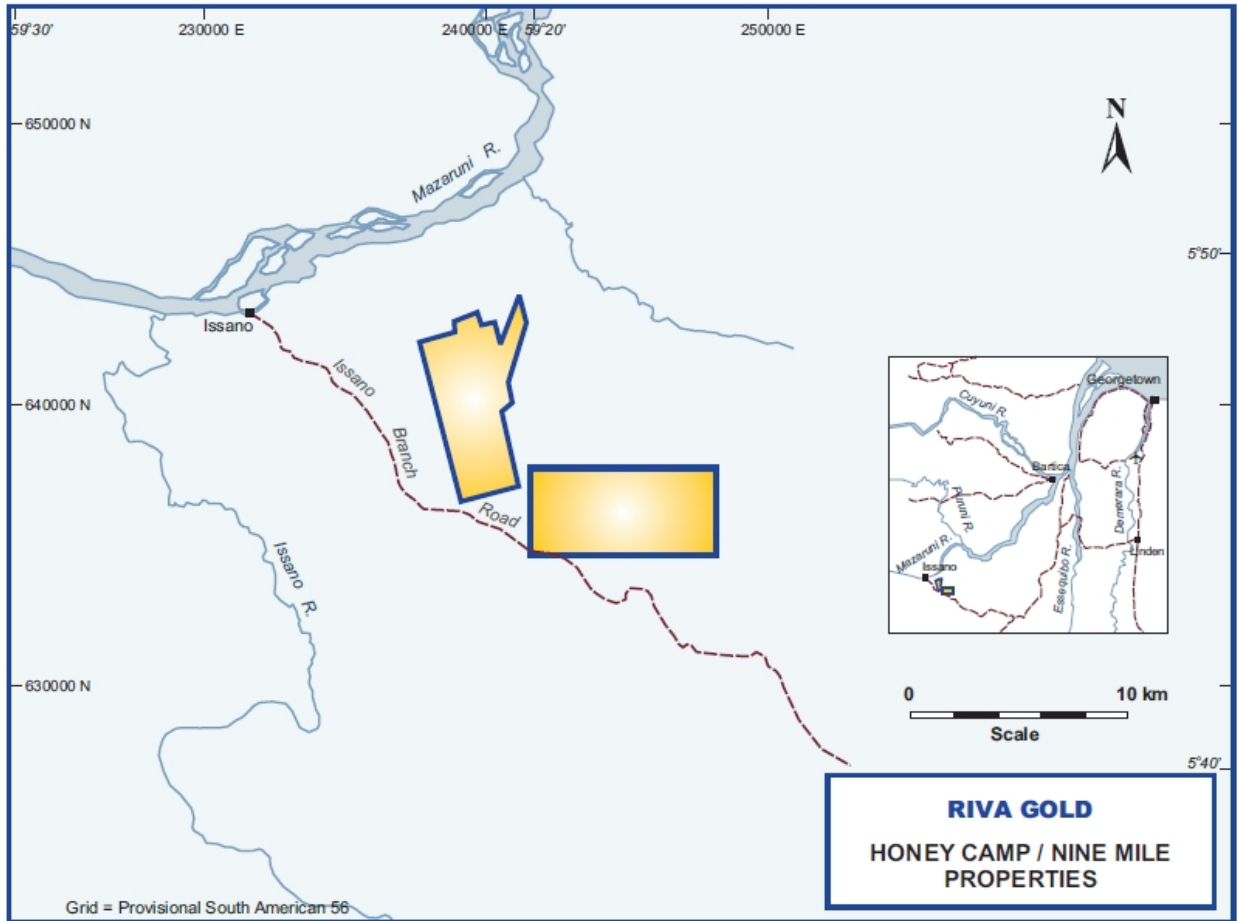 59°30'
230000 E
240000 E
59°20'
250000 E
650000 N
N
Mazaruni R.
5°50'
Issano
Issano
Branch
Road
640000 N
Issano R.
Georgetown
Cuyuni R.
Bartica
Puruni R.
Demerara R.
Mazaruni R.
Issano
Essequibo R.
Linden
630000 N
0 10 km
Scale
5°40'
RIVA GOLD
HONEY CAMP / NINE MILE
PROPERTIES
Grid = Provisional South American 56